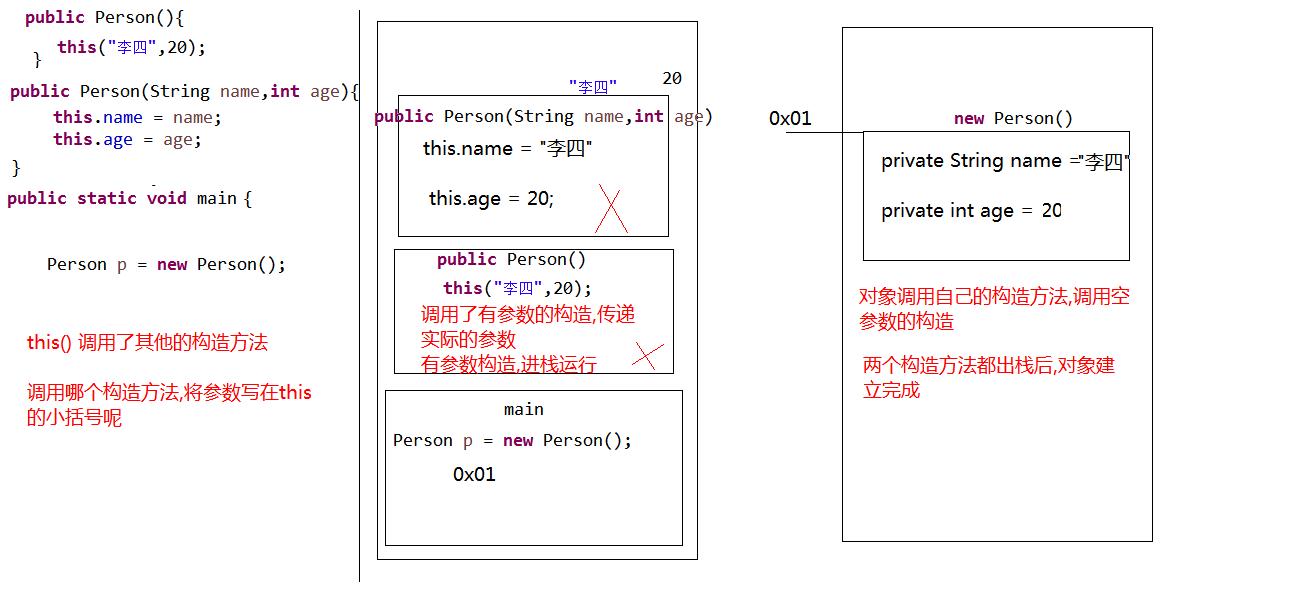 public Person(){
this("李四",20);
}
public Person(String name,int age){
this.name = name;
this.age = age;
}
public static void main {
Person p = new Person();
this() 调用了其他的构造方法
调用哪个构造方法,将参数写在this
的小括号呢
"李四" 20
public Person(String name,int age)
this.name = "李四"
this.age = 20;
public Person()
this("李四",20);
调用了有参数的构造,传递
实际的参数
有参数构造,进栈运行
main
Person p = new Person();
0x01
0x01
new Person()
private String name ="李四"
private int age = 20
对象调用自己的构造方法,调用空
参数的构造
两个构造方法都出栈后,对象建
立完成